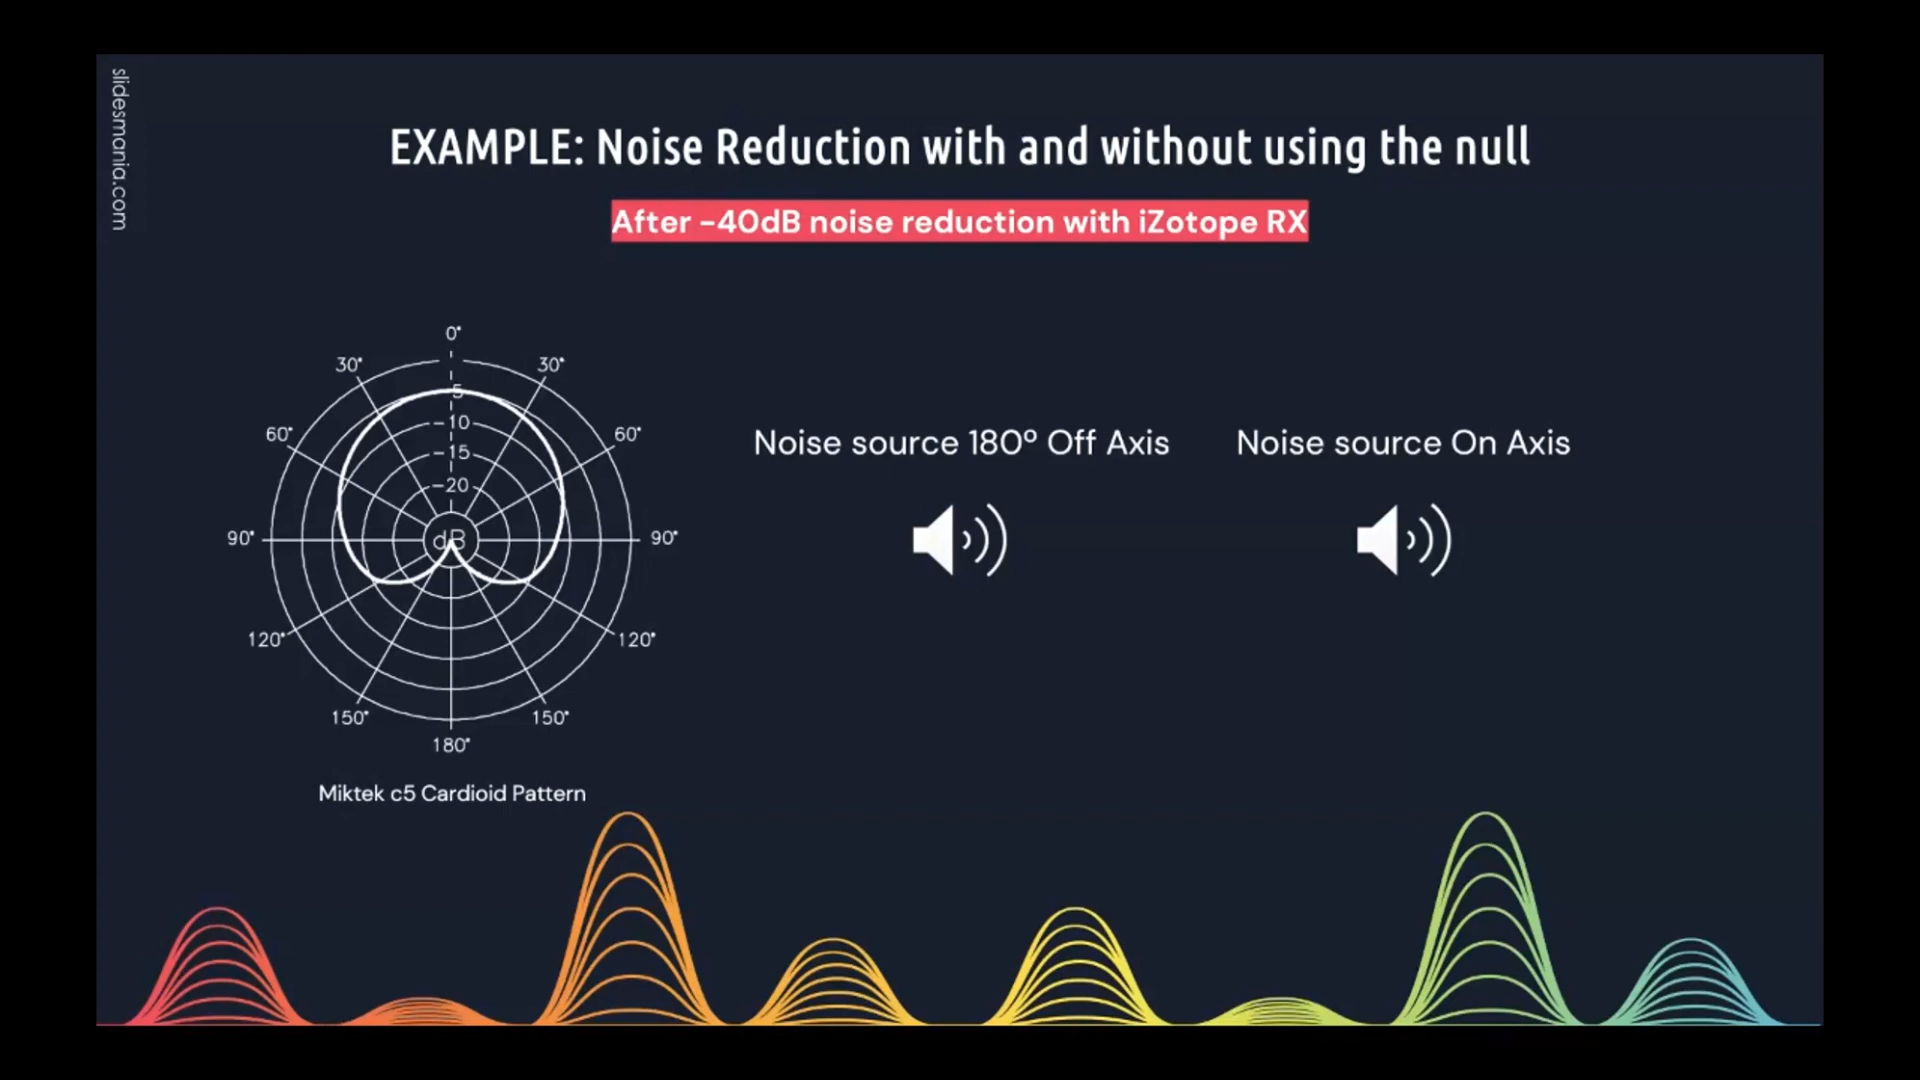 slidesmania.com
EXAMPLE: Noise Reduction with and without using the null
After -40dB noise reduction with iZotope RX
0°
30° 30°
5
-10
60° 60°
-15
-20
90° dB 90°
120° 120°
150° 150°
180°
Miktek c5 Cardioid Pattern
Noise source 180º Off Axis
Noise source On Axis